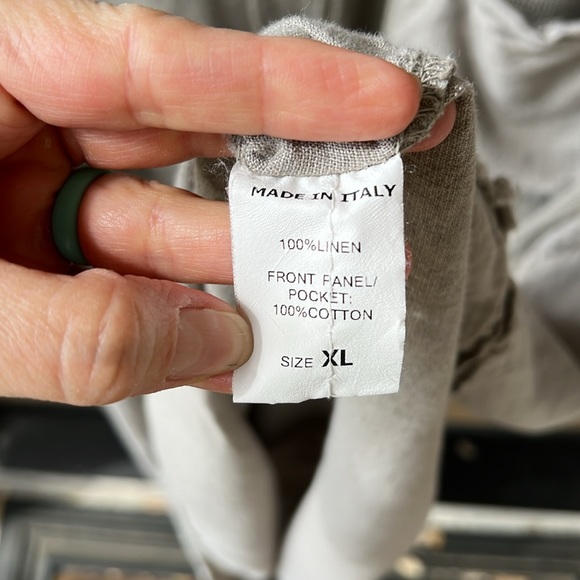 MADE IN ITALY
100%LINEN
FRONT PANEL/
POCKET:
100%COTTON
SIZE XL